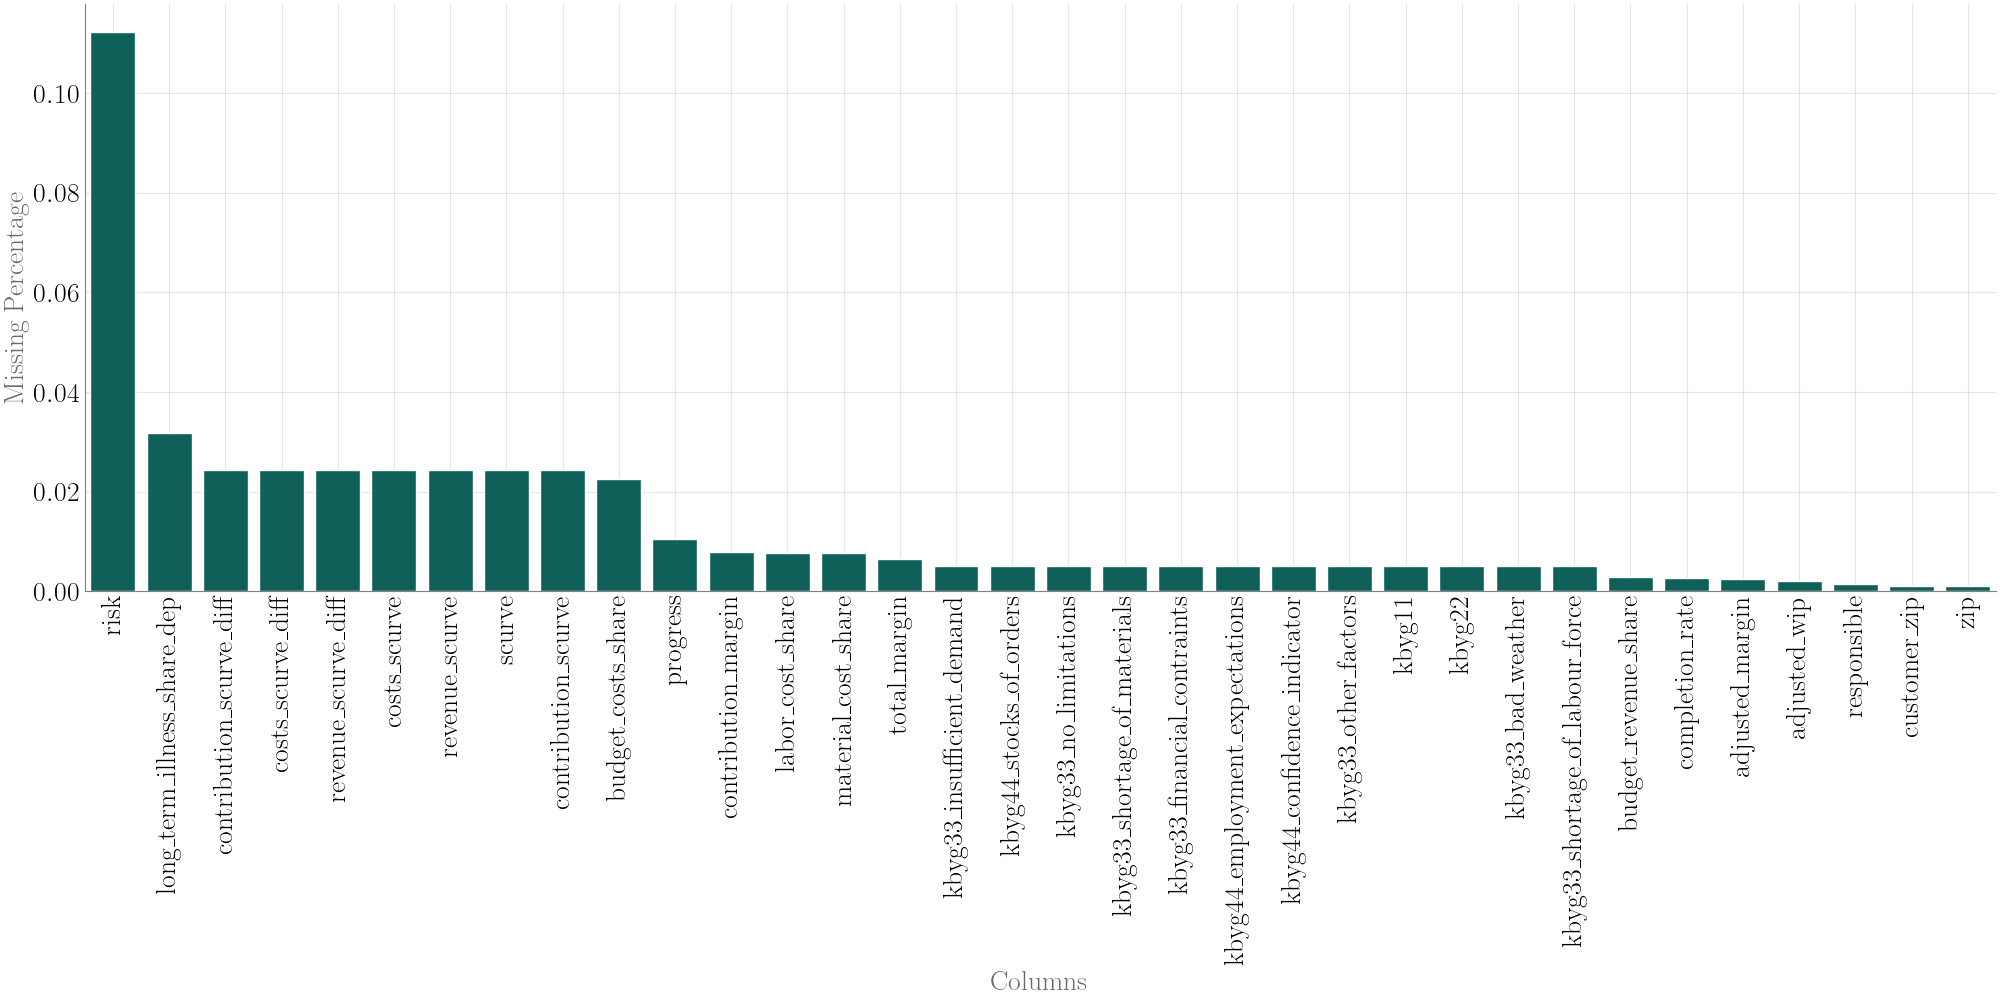 Missing Percentage
0.10
0.08
0.06
0.04
0.02
0.00
risk
long_term_illness_share_dep
contribution_scurve_diff
costs_scurve_diff
revenue_scurve_diff
costs_scurve
revenue_scurve
scurve
contribution_scurve
budget_costs_share
progress
contribution_margin
labor_cost_share
material_cost_share
total_margin
kbyg33_insufficient_demand
kbyg44_stocks_of_orders
kbyg33_no_limitations
kbyg33_shortage_of_materials
kbyg33_financial_contraints
kbyg44_employment_expectations
kbyg44_confidence_indicator
kbyg33_other_factors
kbyg11
kbyg22
kbyg33_bad_weather
kbyg33_shortage_of_labour_force
budget_revenue_share
completion_rate
adjusted_margin
adjusted_wip
responsible
customer_zip
zip
Columns